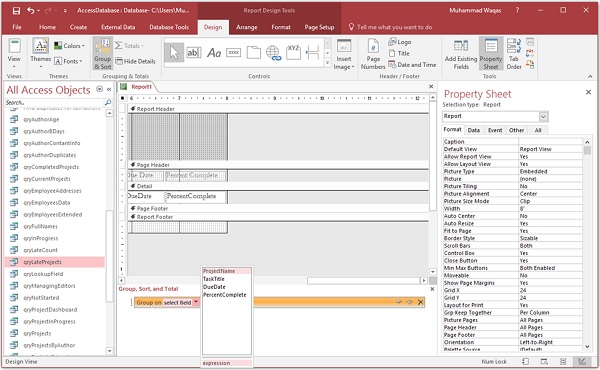 AccessDatabase : Database- C:\Users\Mu...
Report Design Tools
Muhammad Waqas
File
Home
Create
External Data
Database Tools
Design
Arrange
Format
Page Setup
Tell me what you want to do
View
Themes
Colors
Fonts
Group & Sort
Totals
Hide Details
Insert Image
Page Numbers
Logo
Title
Date and Time
Add Existing Fields
Property Sheet
Tab Order
Views
Themes
Grouping & Totals
Controls
Header / Footer
Tools
All Access Objects
Search...
qryAuthorAge
qryAuthorBDays
qryAuthorContantInfo
qryAuthorDuplicates
qryCompletedProjects
qryCurrentProjects
qryEmployeeAddresses
qryEmployeesData
qryEmployeesExtended
qryFullNames
qryInProgress
qryLateCount
qryLateProjects
qryLookupField
qryManagingEditors
qryNotStarted
qryProjectDashboard
qryProjectInProgress
qryProjects
qryProjectsByAuthor
Report1
Report Header
Page Header
Due Date
Percent Complete
Detail
DueDate
PercentComplete
Page Footer
Report Footer
Group, Sort, and Total
Group on select field
ProjectName
TaskTitle
DueDate
PercentComplete
expression
Property Sheet
Selection type: Report
Report
Format
Data
Event
Other
All
Caption
Default View Report View
Allow Report View Yes
Allow Layout View Yes
Picture Type Embedded
Picture (none)
Picture Tiling No
Picture Alignment Center
Picture Size Mode Clip
Width 8"
Auto Center No
Auto Resize Yes
Fit to Page Yes
Border Style Sizable
Scroll Bars Both
Control Box Yes
Close Button Yes
Min Max Buttons Both Enabled
Moveable No
Show Page Margins Yes
Grid X 24
Grid Y 24
Layout for Print Yes
Grp Keep Together Per Column
Picture Pages All Pages
Page Header All Pages
Page Footer All Pages
Orientation Left-to-Right
Palette Source (Default)
Design View
Num Lock